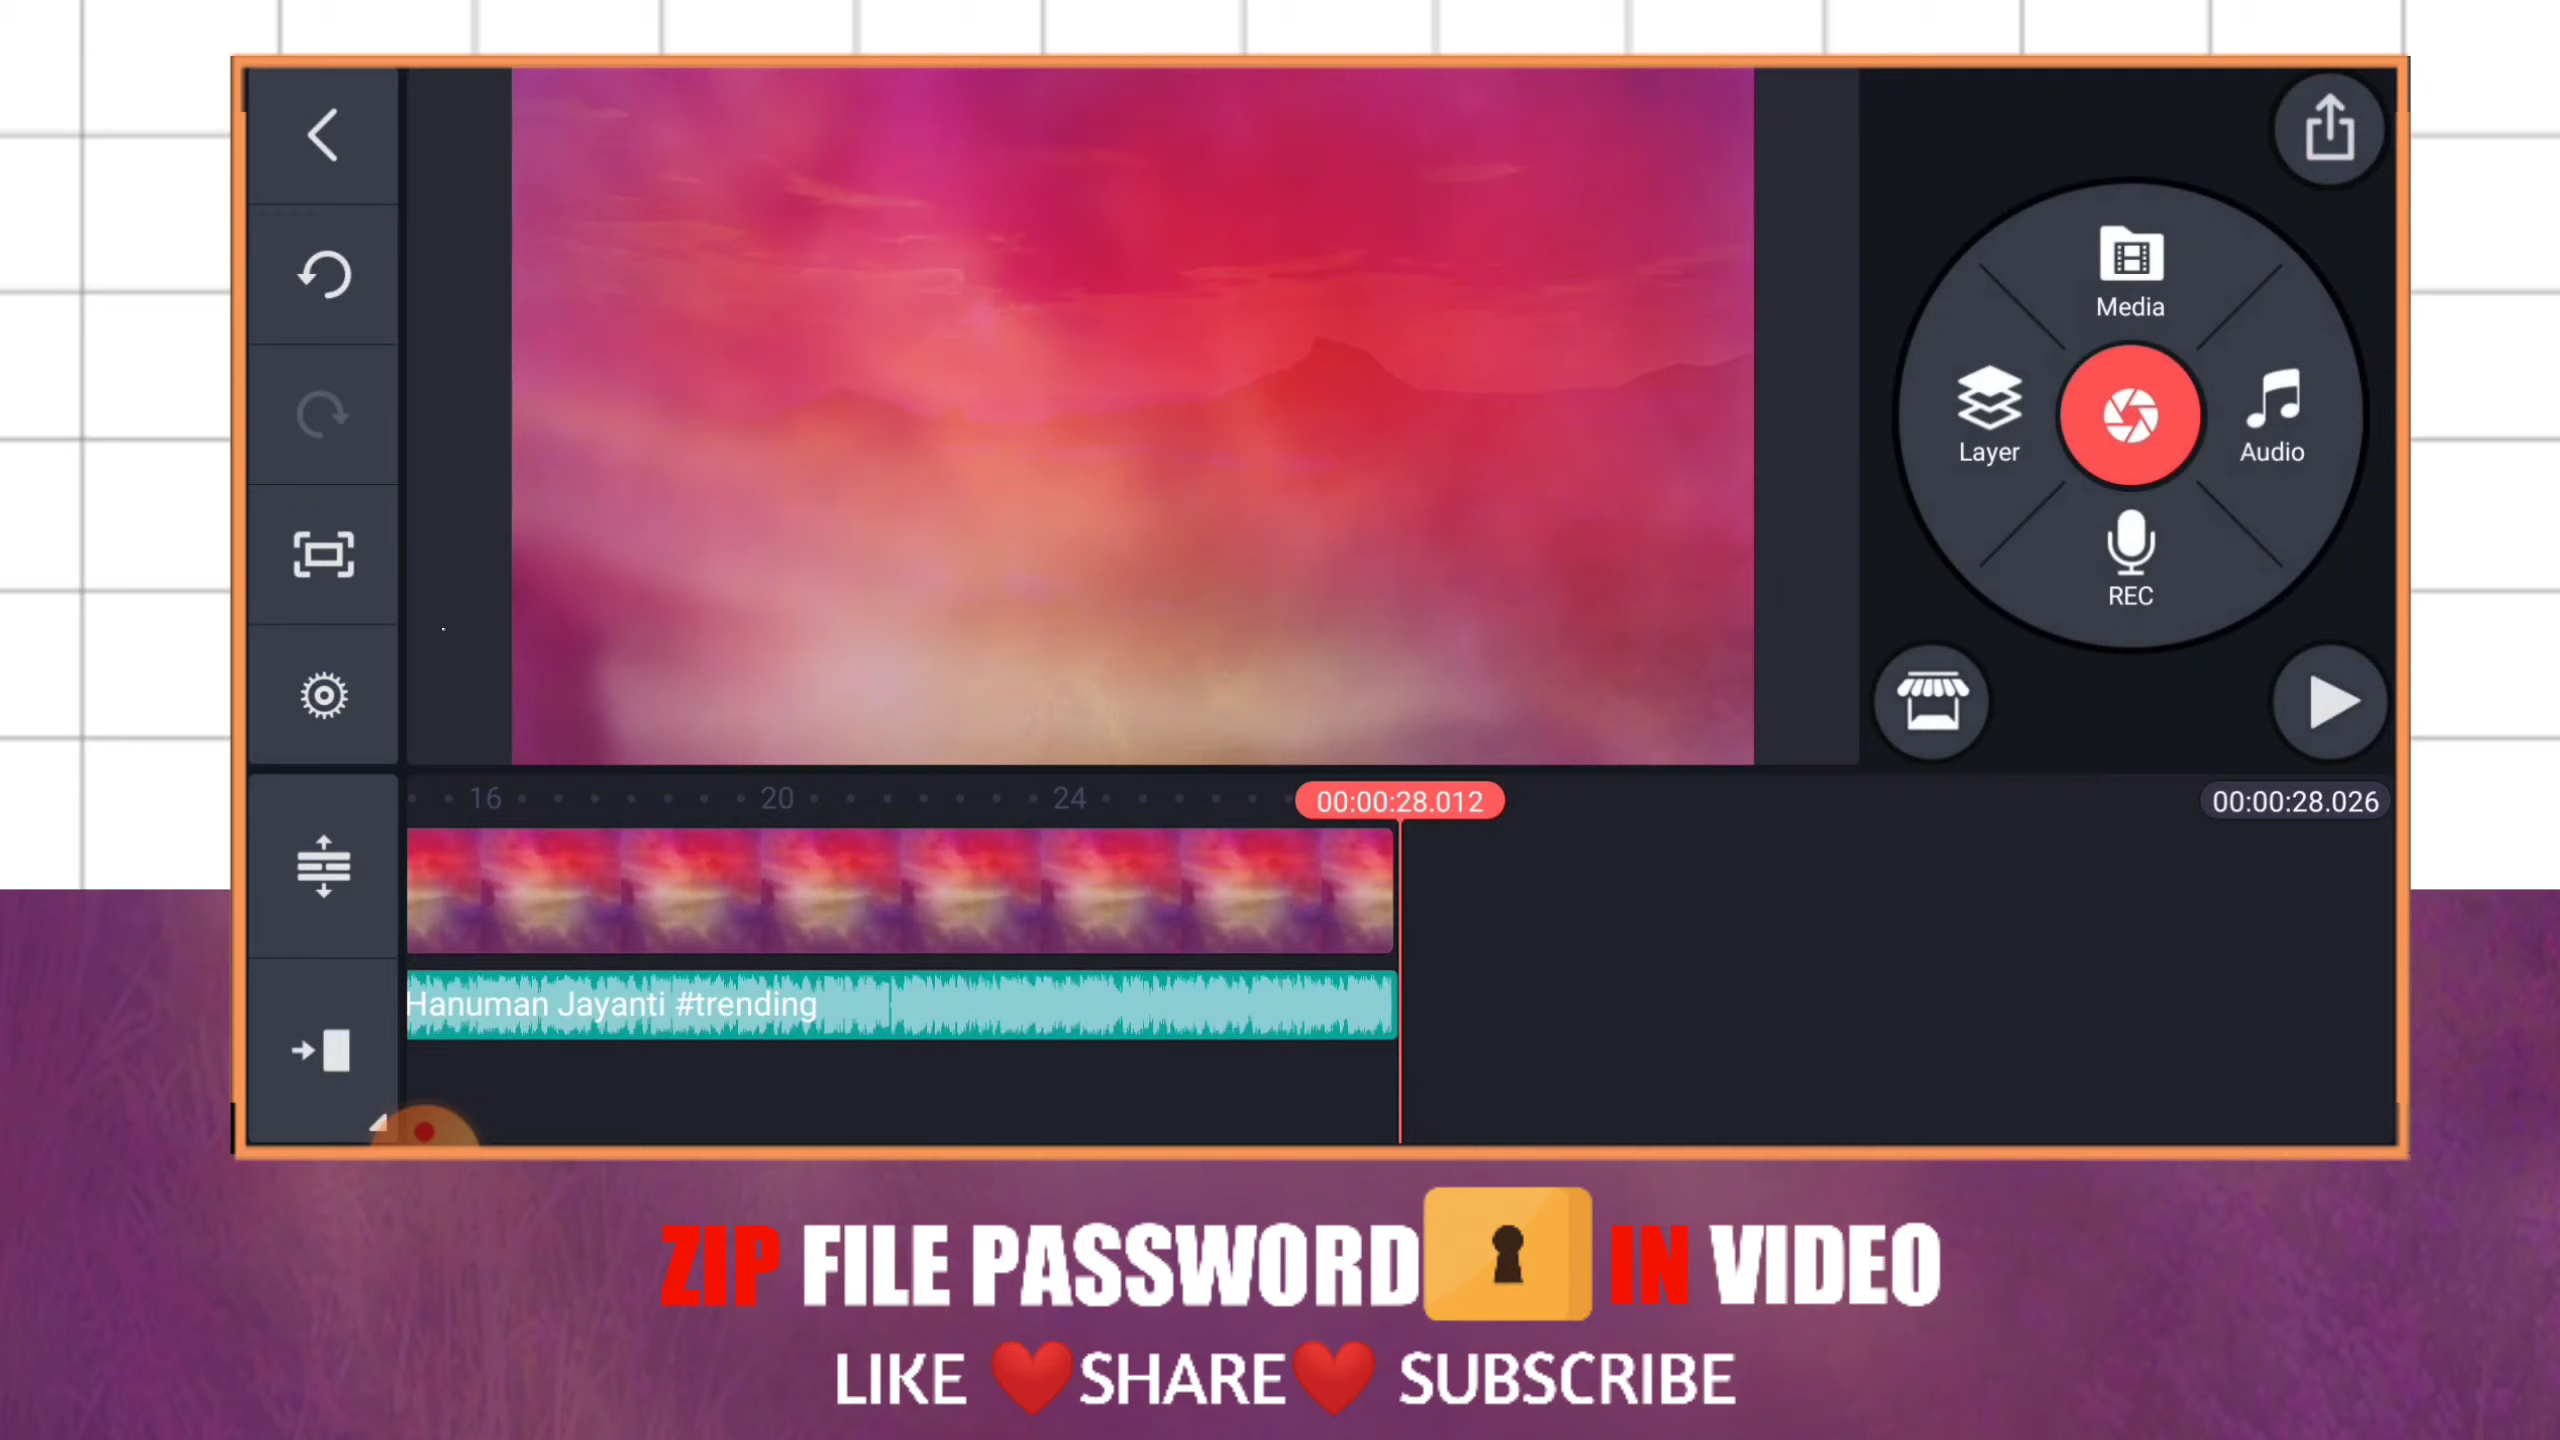 Media
Layer
Audio
REC
16
20
24
00:00:28.012
00:00:28.026
Hanuman Jayanti #trending
ZIP FILE PASSWORD IN VIDEO
LIKE ❤️SHARE❤️ SUBSCRIBE